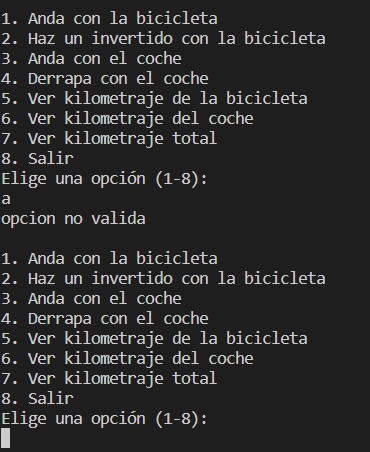 1. Anda con la bicicleta
2. Haz un invertido con la bicicleta
3. Anda con el coche
4. Derrapa con el coche
5. Ver kilometraje de la bicicleta
6. Ver kilometraje del coche
7. Ver kilometraje total
8. Salir
Elige una opción (1-8):
a
opcion no valida
1. Anda con la bicicleta
2. Haz un invertido con la bicicleta
3. Anda con el coche
4. Derrapa con el coche
5. Ver kilometraje de la bicicleta
6. Ver kilometraje del coche
7. Ver kilometraje total
8. Salir
Elige una opción (1-8):